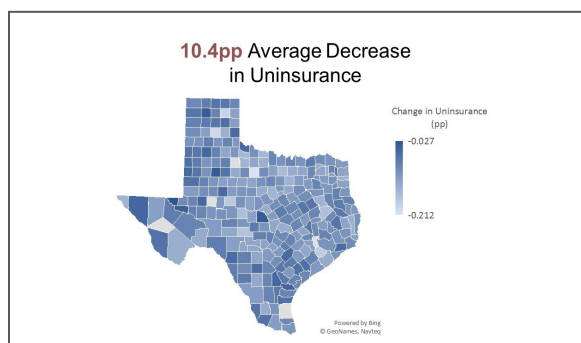 10.4pp Average Decrease
in Uninsurance
Change in Uninsurance
(pp)
-0.027
-0.212
Powered by Bing
© GeoNames, Navteq